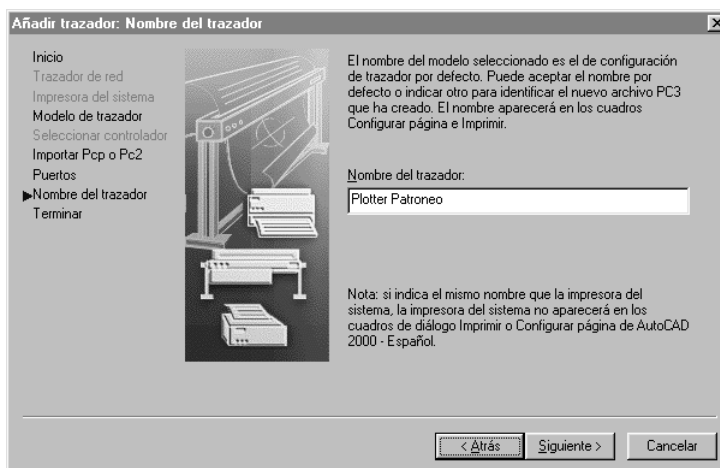 Añadir trazador: Nombre del trazador
Inicio
Trazador de red
Impresora del sistema
Modelo de trazador
Seleccionar controlador
Importar Pcp o Pc2
Puertos
▶Nombre del trazador
Terminar
El nombre del modelo seleccionado es el de configuración
de trazador por defecto. Puede aceptar el nombre por
defecto o indicar otro para identificar el nuevo archivo PC3
que ha creado. El nombre aparecerá en los cuadros
Configurar página e Imprimir.
Nombre del trazador:
Plotter Patroneo
Nota: si indica el mismo nombre que la impresora del
sistema, la impresora del sistema no aparecerá en los
cuadros de diálogo Imprimir o Configurar página de AutoCAD
2000 - Español.
< Atrás
Siguiente >
Cancelar